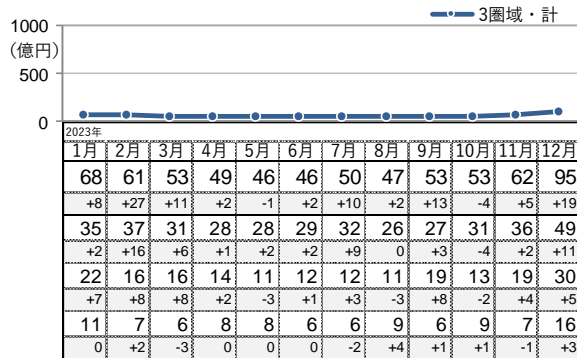 3圏域・計
1000
(億円)
500
0
2023年
1月 2月 3月 4月 5月 6月 7月 8月 9月 10月 11月 12月
68 61 53 49 46 46 50 47 53 53 62 95
+8 +27 +11 +2 -1 +2 +10 +2 +13 -4 +5 +19
35 37 31 28 28 29 32 26 27 31 36 49
+2 +16 +6 +1 +2 +2 +9 0 +3 -4 +2 +11
22 16 16 14 11 12 12 11 19 13 19 30
+7 +8 +8 +2 -3 +1 +3 -3 +8 -2 +4 +5
11 7 6 8 8 6 6 9 6 9 7 16
0 +2 -3 0 0 0 -2 +4 +1 +1 -1 +3